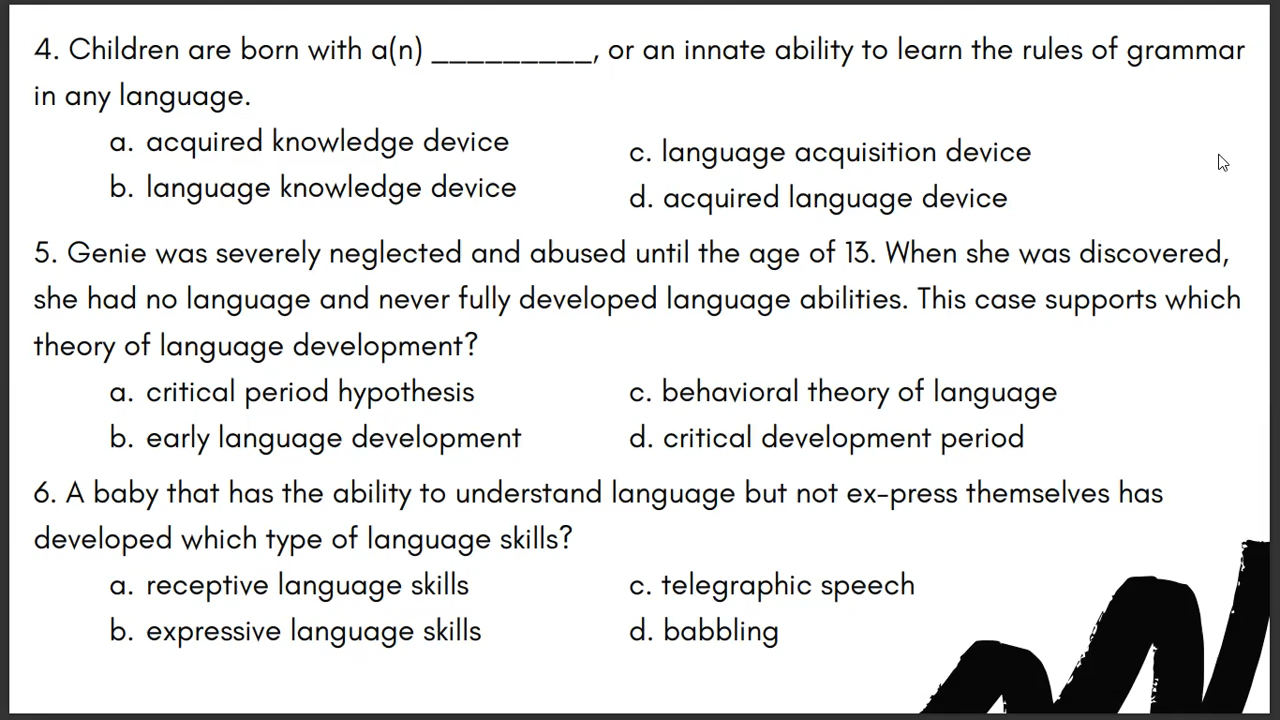 4. Children are born with a(n) _________, or an innate ability to learn the rules of grammar
in any language.
a. acquired knowledge device
b. language knowledge device
c. language acquisition device
d. acquired language device
5. Genie was severely neglected and abused until the age of 13. When she was discovered,
she had no language and never fully developed language abilities. This case supports which
theory of language development?
a. critical period hypothesis
b. early language development
c. behavioral theory of language
d. critical development period
6. A baby that has the ability to understand language but not ex-press themselves has
developed which type of language skills?
a. receptive language skills
b. expressive language skills
c. telegraphic speech
d. babbling